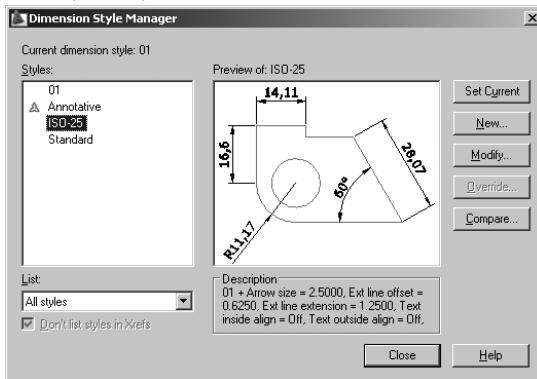 Dimension Style Manager
Current dimension style: 01
Styles:
01
Annotative
ISO-25
Standard
Preview of: ISO-25
14,11
16,6
28,07
60°
R11,17
Set Current
New...
Modify...
Override...
Compare...
List:
All styles
Don't list styles in Xrefs
Description
01 + Arrow size = 2.5000, Ext line offset =
0.6250, Ext line extension = 1.2500, Text
inside align = Off, Text outside align = Off,
Close
Help